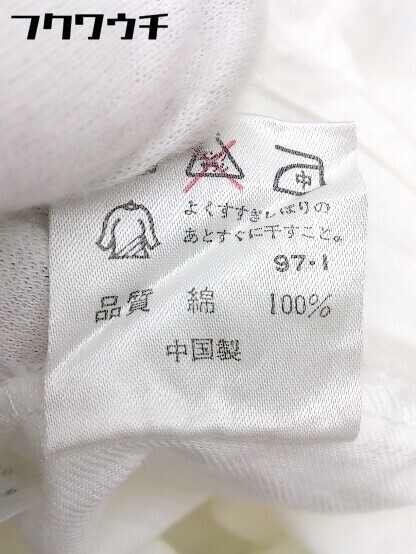 フクワウチ
中
よくすすぎしぼりの
あとすぐに干すこと。
97-1
品質 綿 100%
中国製